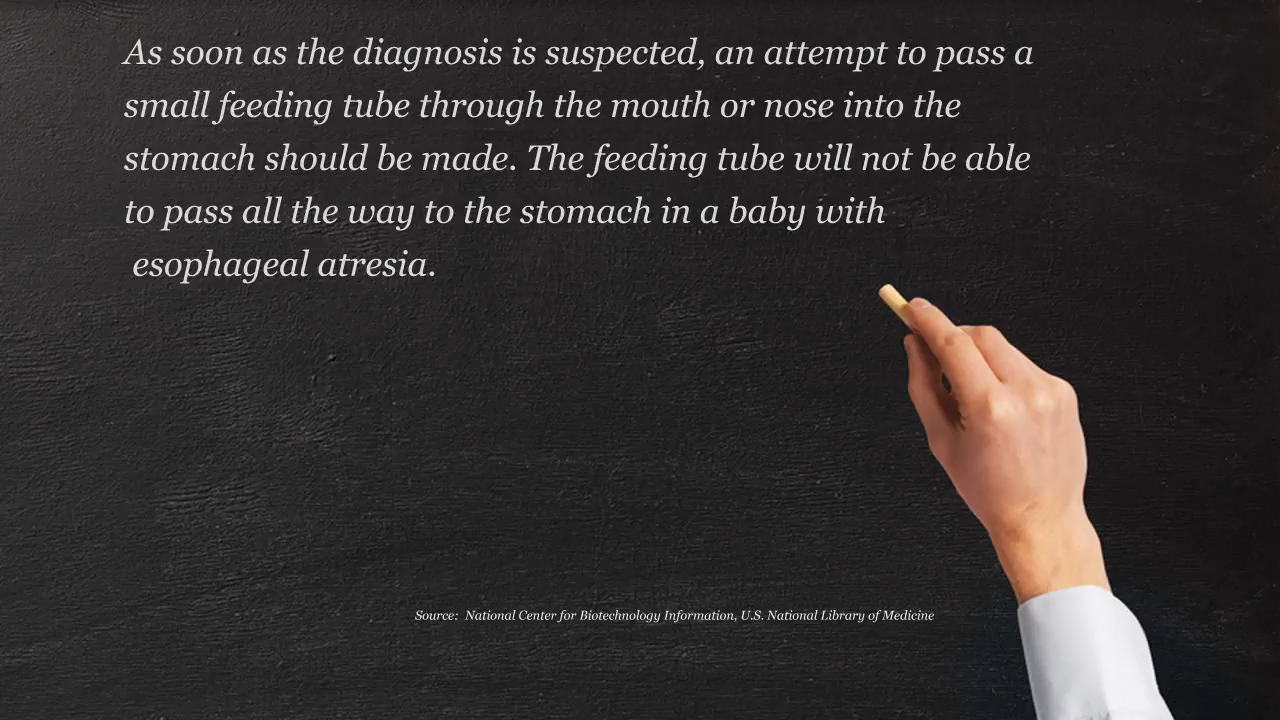 As soon as the diagnosis is suspected, an attempt to pass a
small feeding tube through the mouth or nose into the
stomach should be made. The feeding tube will not be able
to pass all the way to the stomach in a baby with
esophageal atresia.
Source: National Center for Biotechnology Information, U.S. National Library of Medicine